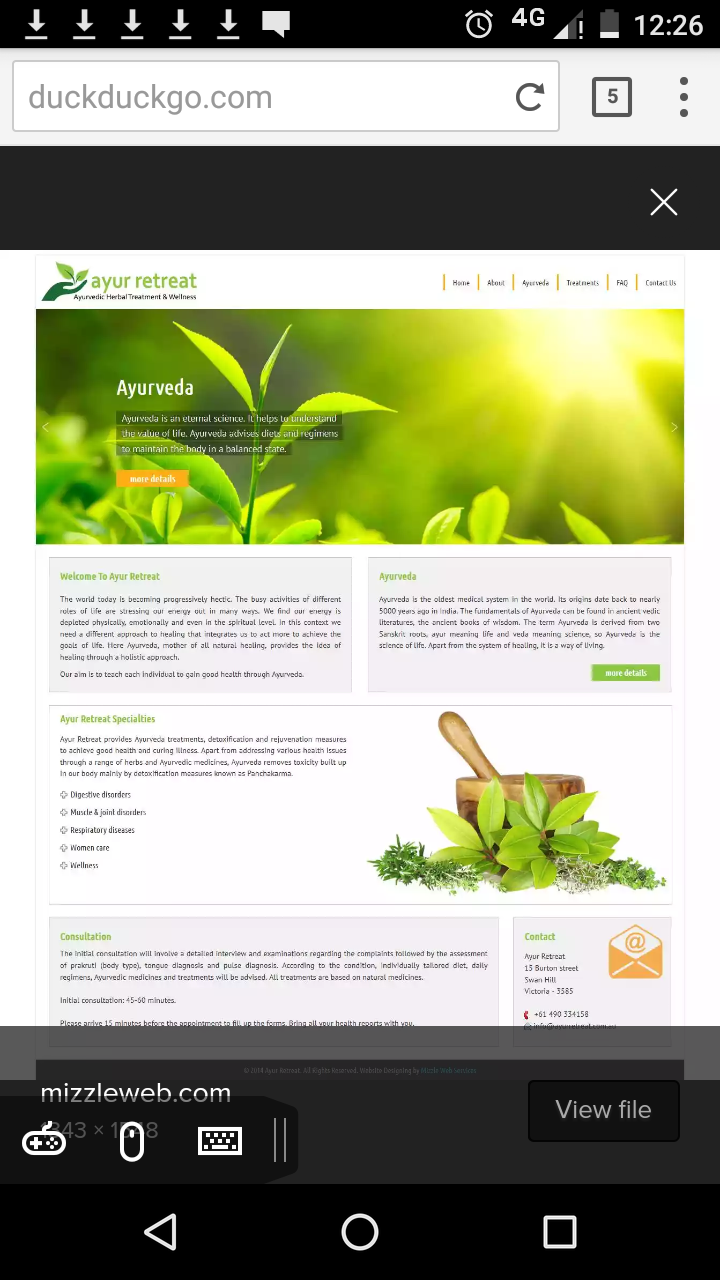 4G 12:26
duckduckgo.com
5
ayur retreat
Ayurvedic Herbal Treatment & Wellness
Home About Ayurveda Treatments FAQ Contact Us
Ayurveda
Ayurveda is an eternal science. It helps to understand
the value of life. Ayurveda advises diets and regimens
to maintain the body in a balanced state.
more details
Welcome To Ayur Retreat
The world today is becoming progressively hectic. The busy activities of different
roles of life are stressing our energy out in many ways. We find our energy is
depleted physically, emotionally and even in the spiritual level. In this context we
need a different approach to healing that integrates us to act more to achieve the
goals of life. Here Ayurveda, mother of all natural healing, provides the idea of
healing through a holistic approach.
Our aim is to teach each individual to gain good health through Ayurveda.
Ayurveda
Ayurveda is the oldest medical system in the world. Its origins date back to nearly
5000 years ago in India. The fundamentals of Ayurveda can be found in ancient vedic
literatures, the ancient books of wisdom. The term Ayurveda is derived from two
Sanskrit roots, ayur meaning life and veda meaning science, so Ayurveda is the
science of life. Apart from the system of healing, it is a way of living.
more details
Ayur Retreat Specialties
Ayur Retreat provides Ayurveda treatments, detoxification and rejuvenation measures
to achieve good health and curing illness. Apart from addressing various health issues
through a range of herbs and Ayurvedic medicines, Ayurveda removes toxicity built up
in our body mainly by detoxification measures known as Panchakarma.
Digestive disorders
Muscle & joint disorders
Respiratory diseases
Women care
Wellness
Consultation
The initial consultation will involve a detailed interview and examinations regarding the complaints followed by the assessment
of prakruti (body type), tongue diagnosis and pulse diagnosis. According to the condition, individually tailored diet, daily
regimens, Ayurvedic medicines and treatments will be advised. All treatments are based on natural medicines.
Initial consultation: 45-60 minutes.
Please arrive 15 minutes before the appointment to fill up the forms. Bring all your health reports with you.
Contact
Ayur Retreat
15 Burton street
Swan Hill
Victoria - 3585
+61 490 334158
info@ayurretreat.com.au
© 2014 Ayur Retreat. All Rights Reserved. Website Designing by Mizzle Web Services
mizzleweb.com
View file